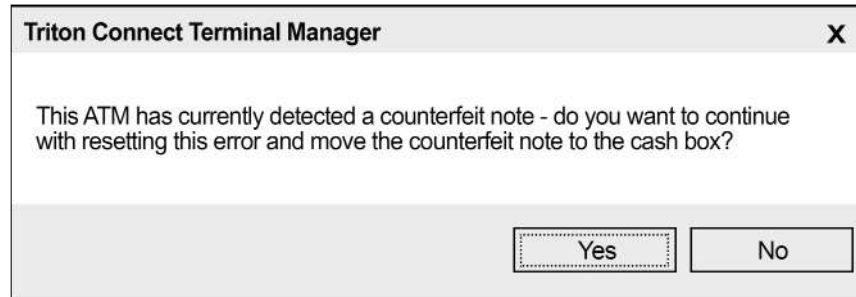 Triton Connect Terminal Manager X
This ATM has currently detected a counterfeit note - do you want to continue
with resetting this error and move the counterfeit note to the cash box?
Yes No